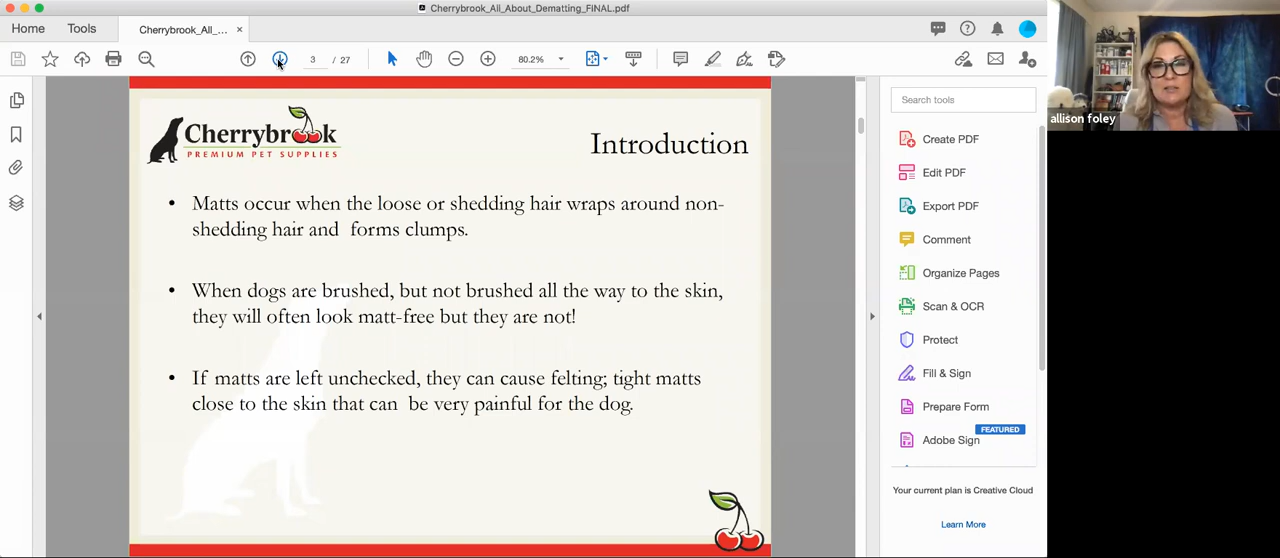 Cherrybrook_All_About_Dematting_FINAL.pdf
Home
Tools
Cherrybrook_All_...
3 / 27
80.2%
Cherrybrook
PREMIUM PET SUPPLIES
Introduction
• Matts occur when the loose or shedding hair wraps around non-
shedding hair and forms clumps.
• When dogs are brushed, but not brushed all the way to the skin,
they will often look matt-free but they are not!
• If matts are left unchecked, they can cause felting; tight matts
close to the skin that can be very painful for the dog.
Search tools
Create PDF
Edit PDF
Export PDF
Comment
Organize Pages
Scan & OCR
Protect
Fill & Sign
Prepare Form
FEATURED
Adobe Sign
Your current plan is Creative Cloud
Learn More
allison foley